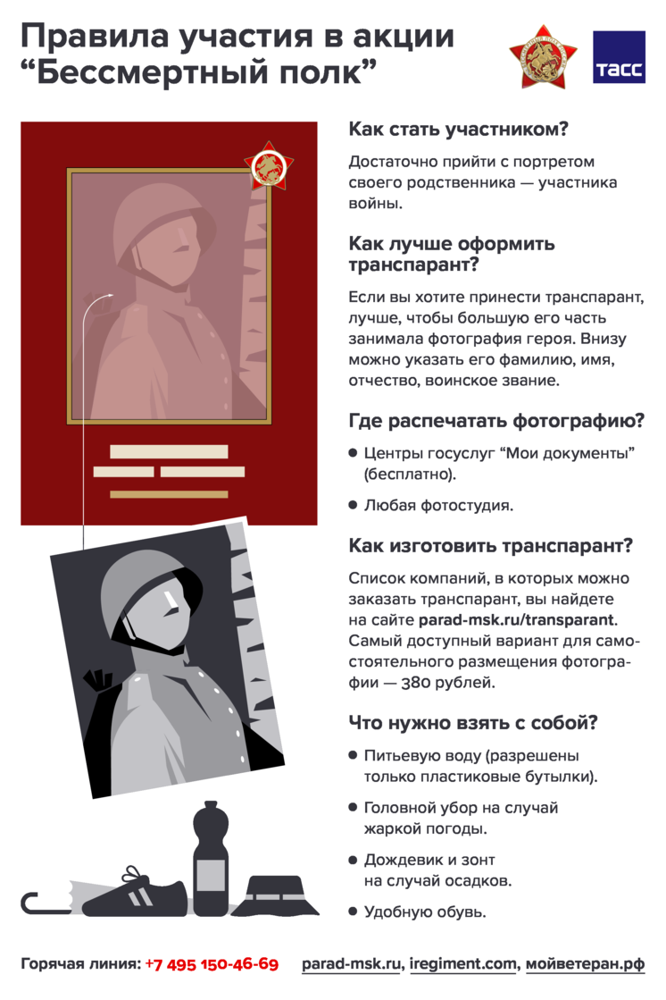 Правила участия в акции
“Бессмертный полк”
ТАСС
Как стать участником?
Достаточно прийти с портретом
своего родственника — участника
войны.
Как лучше оформить
транспарант?
Если вы хотите принести транспарант,
лучше, чтобы большую его часть
занимала фотография героя. Внизу
можно указать его фамилию, имя,
отчество, воинское звание.
Где распечатать фотографию?
• Центры госуслуг “Мои документы”
(бесплатно).
• Любая фотостудия.
Как изготовить транспарант?
Список компаний, в которых можно
заказать транспарант, вы найдете
на сайте parad-msk.ru/transparant.
Самый доступный вариант для само-
стоятельного размещения фотогра-
фии — 380 рублей.
Что нужно взять с собой?
• Питьевую воду (разрешены
только пластиковые бутылки).
• Головной убор на случай
жаркой погоды.
• Дождевик и зонт
на случай осадков.
• Удобную обувь.
Горячая линия: +7 495 150-46-69 parad-msk.ru, iregiment.com, мойветеран.рф